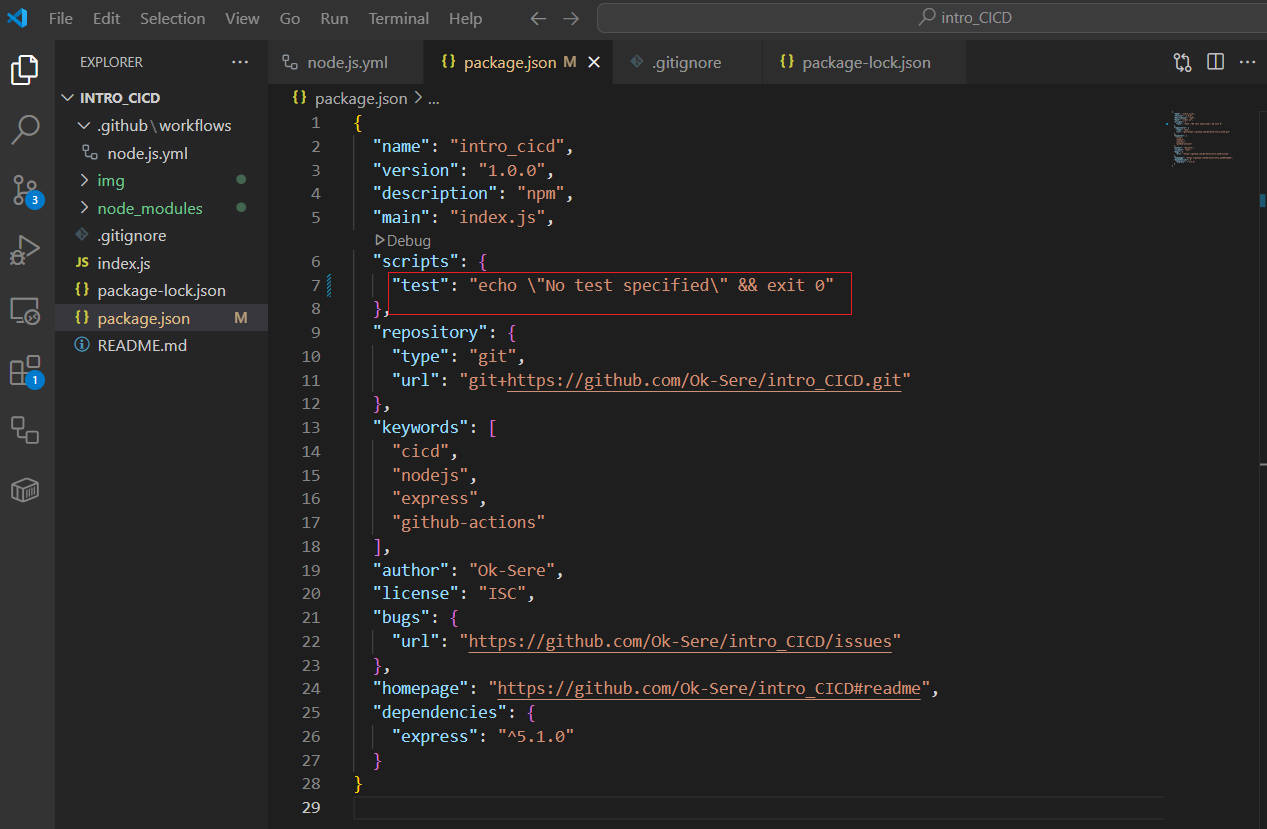 File Edit Selection View Go Run Terminal Help intro_CICD
EXPLORER
INTRO_CICD
.github\workflows
node.js.yml
img
node_modules
.gitignore
JS index.js
{} package-lock.json
{} package.json M
README.md
3
1
node.js.yml {} package.json M .gitignore {} package-lock.json
{} package.json > ...
1 {
2 "name": "intro_cicd",
3 "version": "1.0.0",
4 "description": "npm",
5 "main": "index.js",
Debug
6 "scripts": {
7 "test": "echo \"No test specified\" && exit 0"
8 },
9 "repository": {
10 "type": "git",
11 "url": "git+https://github.com/Ok-Sere/intro_CICD.git"
12 },
13 "keywords": [
14 "cicd",
15 "nodejs",
16 "express",
17 "github-actions"
18 ],
19 "author": "Ok-Sere",
20 "license": "ISC",
21 "bugs": {
22 "url": "https://github.com/Ok-Sere/intro_CICD/issues"
23 },
24 "homepage": "https://github.com/Ok-Sere/intro_CICD#readme",
25 "dependencies": {
26 "express": "^5.1.0"
27 }
28 }
29